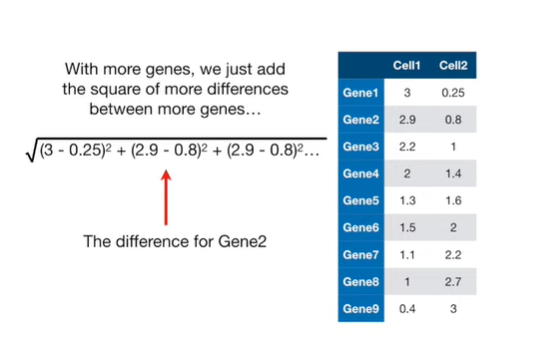 With more genes, we just add
the square of more differences
between more genes…
√(3 - 0.25)² + (2.9 - 0.8)² + (2.9 - 0.8)²…
The difference for Gene2
Cell1 Cell2
Gene1 3 0.25
Gene2 2.9 0.8
Gene3 2.2 1
Gene4 2 1.4
Gene5 1.3 1.6
Gene6 1.5 2
Gene7 1.1 2.2
Gene8 1 2.7
Gene9 0.4 3